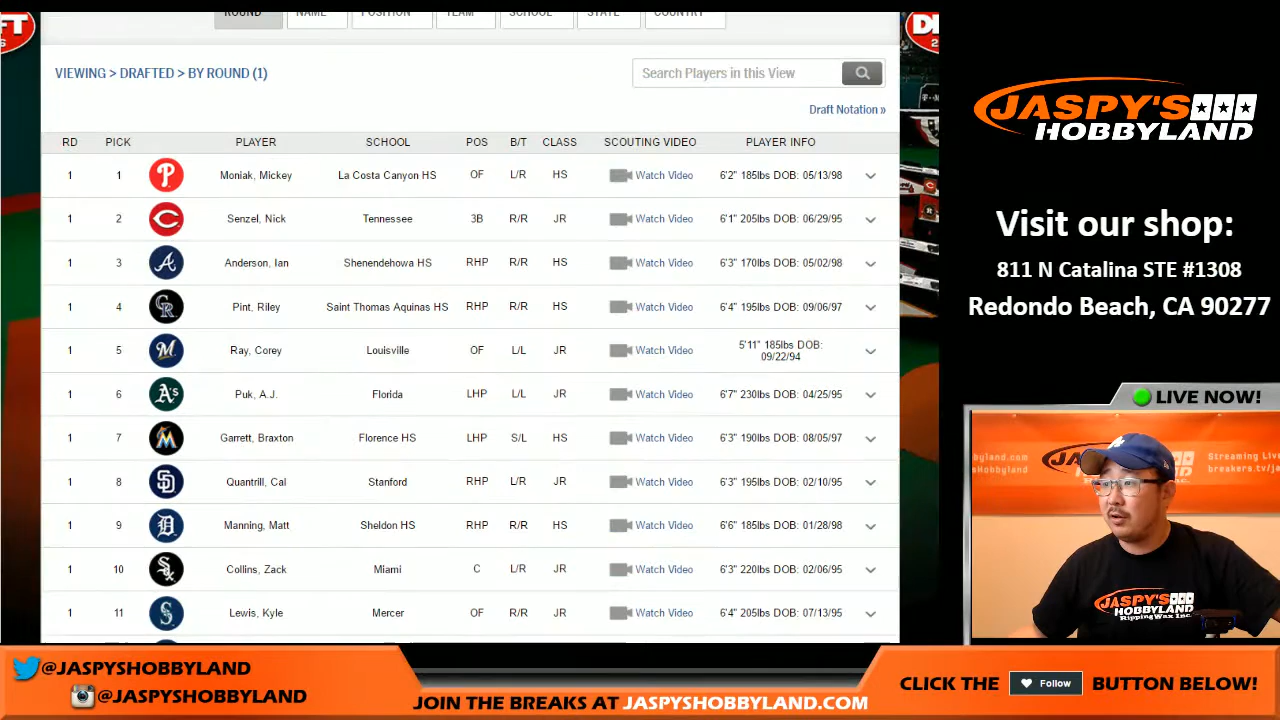 ROUND NAME POSITION TEAM SCHOOL STATE COUNTRY
VIEWING > DRAFTED > BY ROUND (1)
Search Players in this View
Draft Notation »
RD PICK PLAYER SCHOOL POS B/T CLASS SCOUTING VIDEO PLAYER INFO
1 1 Moniak, Mickey La Costa Canyon HS OF L/R HS Watch Video 6'2" 185lbs DOB: 05/13/98
1 2 Senzel, Nick Tennessee 3B R/R JR Watch Video 6'1" 205lbs DOB: 06/29/95
1 3 Anderson, Ian Shenendehowa HS RHP R/R HS Watch Video 6'3" 170lbs DOB: 05/02/98
1 4 Pint, Riley Saint Thomas Aquinas HS RHP R/R HS Watch Video 6'4" 195lbs DOB: 09/06/97
1 5 Ray, Corey Louisville OF L/L JR Watch Video 5'11" 185lbs DOB:
09/22/94
1 6 Puk, A.J. Florida LHP L/L JR Watch Video 6'7" 230lbs DOB: 04/25/95
1 7 Garrett, Braxton Florence HS LHP S/L HS Watch Video 6'3" 190lbs DOB: 08/05/97
1 8 Quantrill, Cal Stanford RHP L/R JR Watch Video 6'3" 195lbs DOB: 02/10/95
1 9 Manning, Matt Sheldon HS RHP R/R HS Watch Video 6'6" 185lbs DOB: 01/28/98
1 10 Collins, Zack Miami C L/R JR Watch Video 6'3" 220lbs DOB: 02/06/95
1 11 Lewis, Kyle Mercer OF R/R JR Watch Video 6'4" 205lbs DOB: 07/13/95
JASPY'S
HOBBYLAND
Visit our shop:
811 N Catalina STE #1308
Redondo Beach, CA 90277
LIVE NOW!
Streaming Live
breakers.tv/ja
JASPY'S
HOBBYLAND
RippingWax Inc.
@JASPYSHOBBYLAND
@JASPYSHOBBYLAND
JOIN THE BREAKS AT JASPYSHOBBYLAND.COM
CLICK THE Follow BUTTON BELOW!